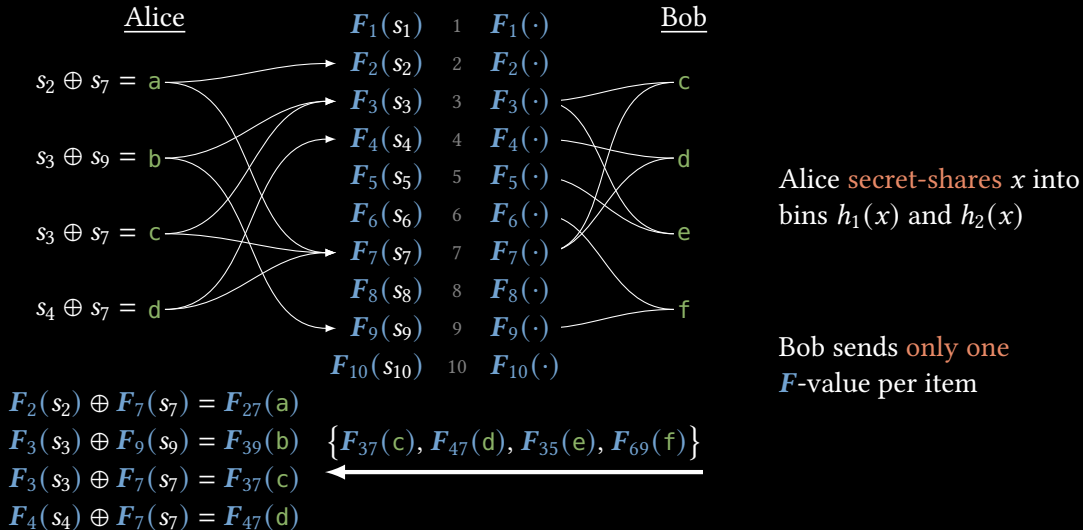 Alice
s₂ ⊕ s₇ = a
s₃ ⊕ s₉ = b
s₃ ⊕ s₇ = c
s₄ ⊕ s₇ = d
F₁(s₁) 1 F₁(·)
F₂(s₂) 2 F₂(·)
F₃(s₃) 3 F₃(·)
F₄(s₄) 4 F₄(·)
F₅(s₅) 5 F₅(·)
F₆(s₆) 6 F₆(·)
F₇(s₇) 7 F₇(·)
F₈(s₈) 8 F₈(·)
F₉(s₉) 9 F₉(·)
F₁₀(s₁₀) 10 F₁₀(·)
Bob
c
d
e
f
Alice secret-shares x into
bins h₁(x) and h₂(x)
Bob sends only one
F-value per item
F₂(s₂) ⊕ F₇(s₇) = F₂₇(a)
F₃(s₃) ⊕ F₉(s₉) = F₃₉(b)
F₃(s₃) ⊕ F₇(s₇) = F₃₇(c)
F₄(s₄) ⊕ F₇(s₇) = F₄₇(d)
{F₃₇(c), F₄₇(d), F₃₅(e), F₆₉(f)}